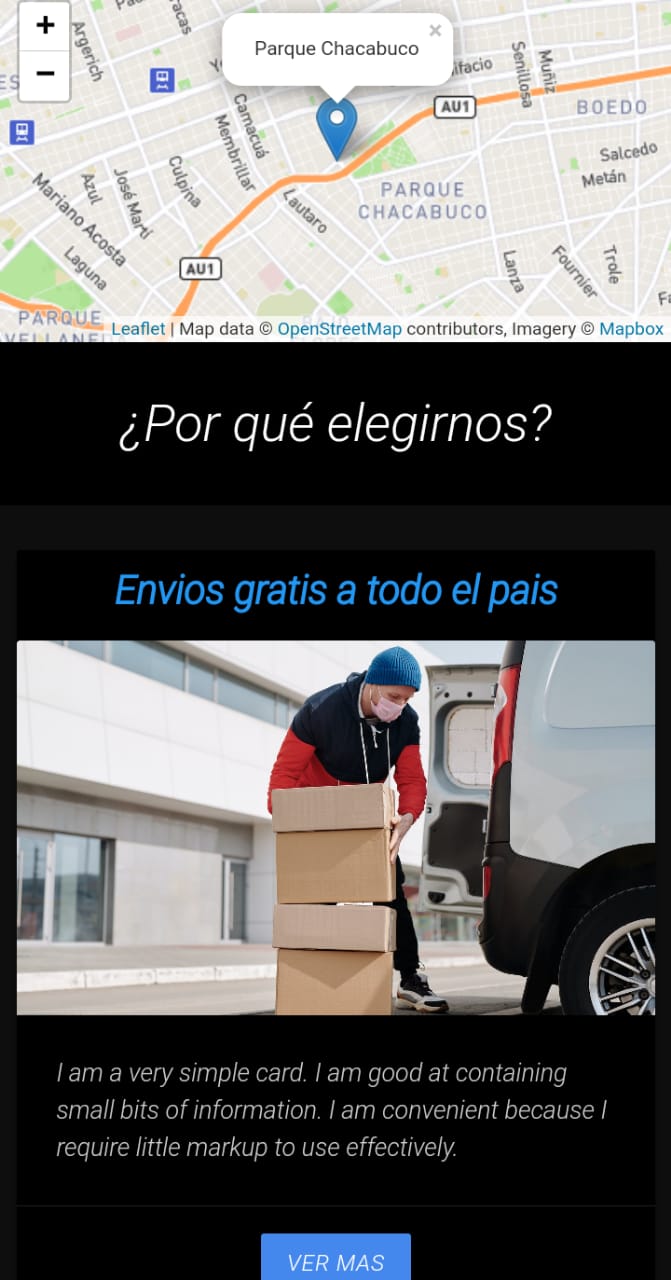 +
Argerich
×
Parque Chacabuco
−
Senillosa
Muñiz
AU1
BOEDO
Camacuá
Membrillar
Salcedo
Metán
Culpina
José Martí
Azul
Mariano Acosta
PARQUE
CHACABUCO
Lautaro
Laguna
AU1
Lanza
Fournier
Trole
PARQUE
Leaflet | Map data © OpenStreetMap contributors, Imagery © Mapbox
¿Por qué elegirnos?
Envios gratis a todo el pais
I am a very simple card. I am good at containing
small bits of information. I am convenient because I
require little markup to use effectively.
VER MAS